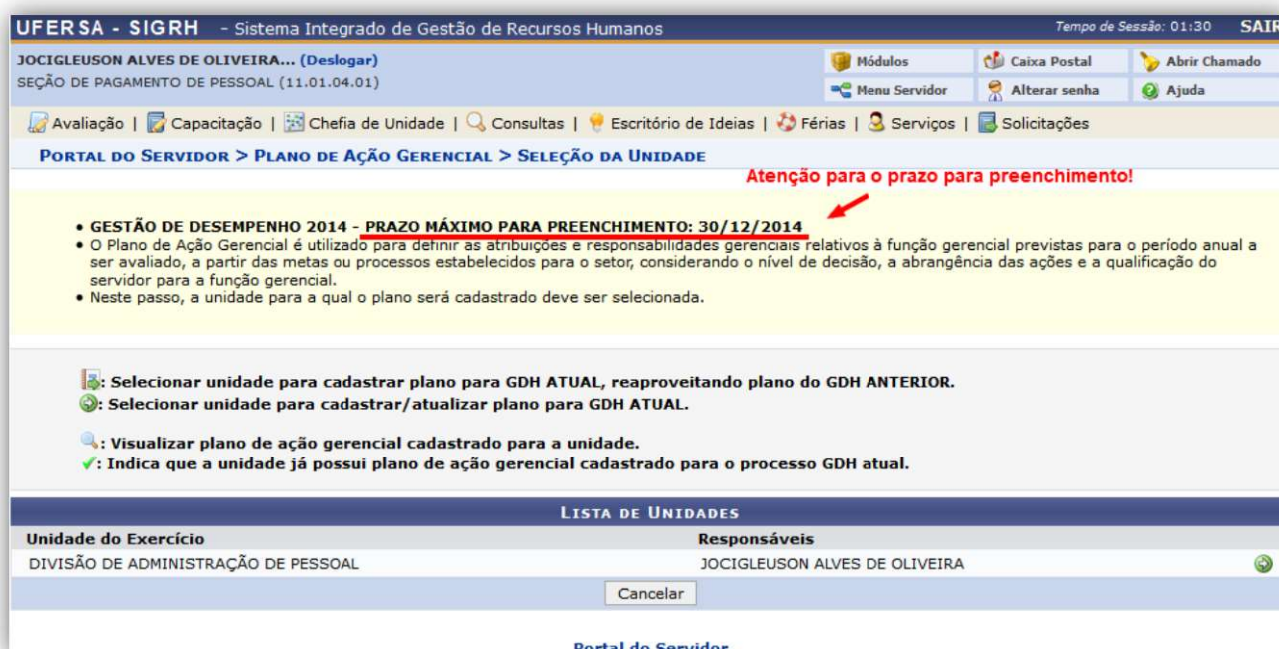 UFERSA - SIGRH - Sistema Integrado de Gestão de Recursos Humanos Tempo de Sessão: 01:30 SAIR
JOCIGLEUSON ALVES DE OLIVEIRA... (Deslogar)
SEÇÃO DE PAGAMENTO DE PESSOAL (11.01.04.01)
Módulos Caixa Postal Abrir Chamado
Menu Servidor Alterar senha Ajuda
Avaliação | Capacitação | Chefia de Unidade | Consultas | Escritório de Ideias | Férias | Serviços | Solicitações
PORTAL DO SERVIDOR > PLANO DE AÇÃO GERENCIAL > SELEÇÃO DA UNIDADE
Atenção para o prazo para preenchimento!
• GESTÃO DE DESEMPENHO 2014 - PRAZO MÁXIMO PARA PREENCHIMENTO: 30/12/2014
• O Plano de Ação Gerencial é utilizado para definir as atribuições e responsabilidades gerenciais relativos à função gerencial previstas para o período anual a
ser avaliado, a partir das metas ou processos estabelecidos para o setor, considerando o nível de decisão, a abrangência das ações e a qualificação do
servidor para a função gerencial.
• Neste passo, a unidade para a qual o plano será cadastrado deve ser selecionada.
: Selecionar unidade para cadastrar plano para GDH ATUAL, reaproveitando plano do GDH ANTERIOR.
: Selecionar unidade para cadastrar/atualizar plano para GDH ATUAL.
: Visualizar plano de ação gerencial cadastrado para a unidade.
: Indica que a unidade já possui plano de ação gerencial cadastrado para o processo GDH atual.
LISTA DE UNIDADES
Unidade do Exercício Responsáveis
DIVISÃO DE ADMINISTRAÇÃO DE PESSOAL JOCIGLEUSON ALVES DE OLIVEIRA
Cancelar
Portal do Servidor